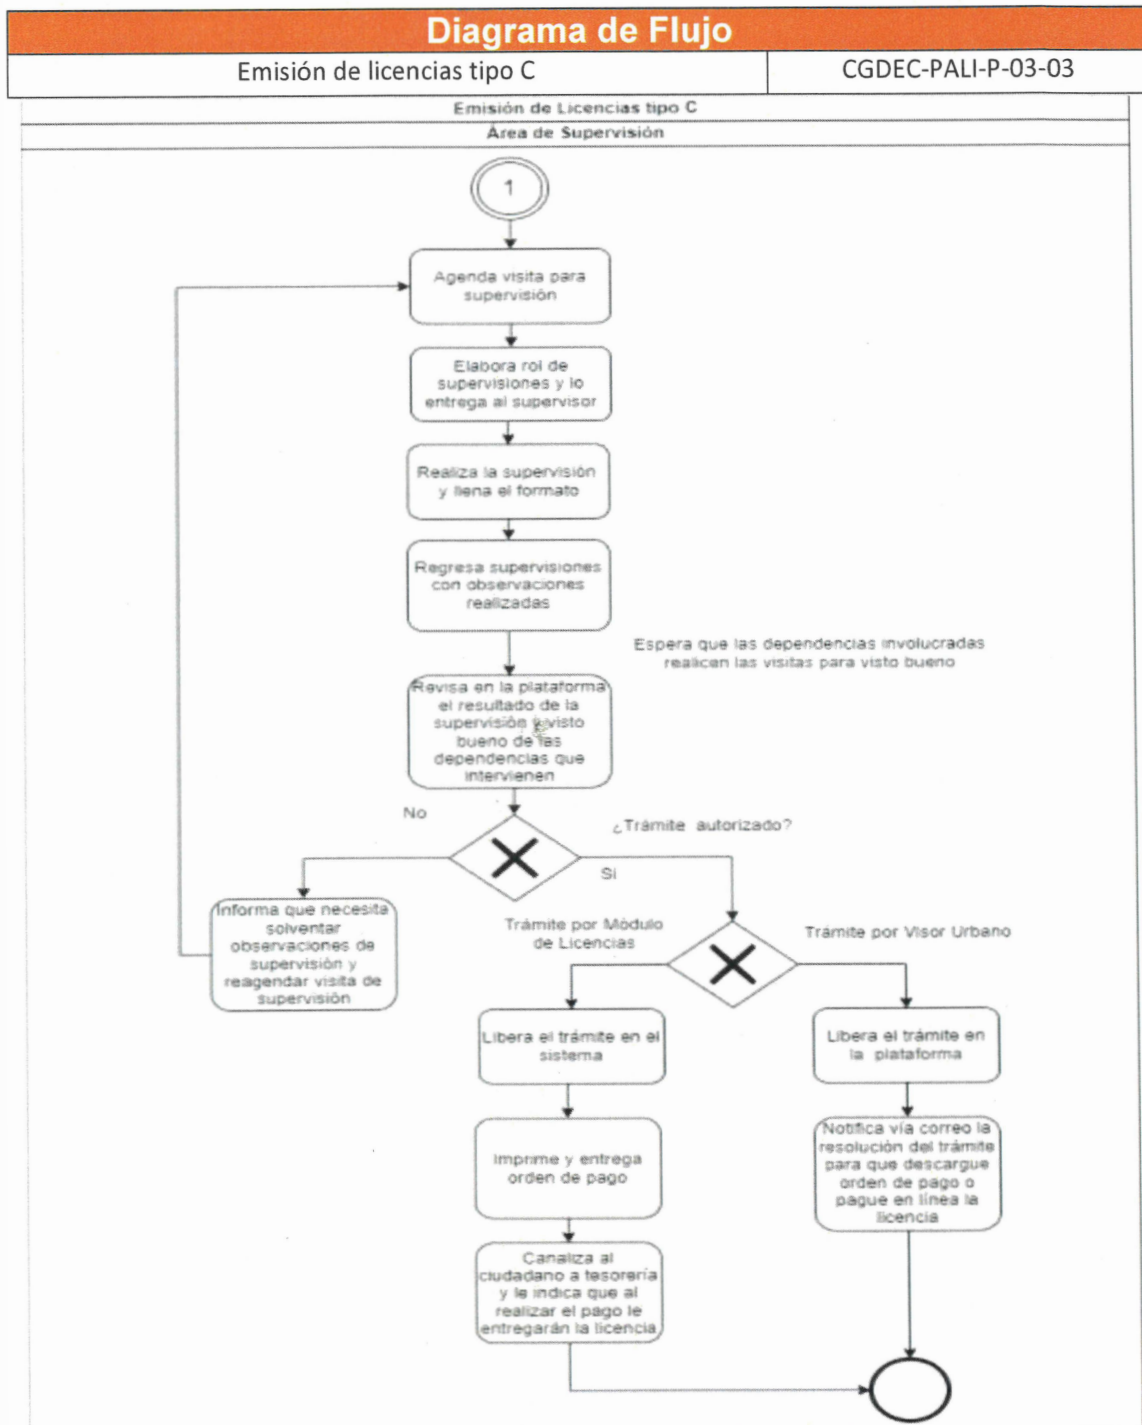 Diagrama de Flujo
Emisión de licencias tipo C
CGDEC-PALI-P-03-03
Emisión de Licencias tipo C
Área de Supervisión
1
Agenda visita para
supervisión
Elabora rol de
supervisiones y lo
entrega al supervisor
Realiza la supervisión
y llena el formato
Regresa supervisiones
con observaciones
realizadas
Espera que las dependencias involucradas
realicen las visitas para visto bueno
Revisa en la plataforma
el resultado de la
supervisión y visto
bueno de las
dependencias que
intervienen
No
¿Trámite autorizado?
Si
Informa que necesita
solventar
observaciones de
supervisión y
reagendar visita de
supervisión
Trámite por Módulo
de Licencias
Trámite por Visor Urbano
Libera el trámite en el
sistema
Libera el trámite en
la plataforma
Imprime y entrega
orden de pago
Notifica vía correo la
resolución del trámite
para que descargue
orden de pago o
pague en línea la
licencia
Canaliza al
ciudadano a tesorería
y le indica que al
realizar el pago le
entregarán la licencia